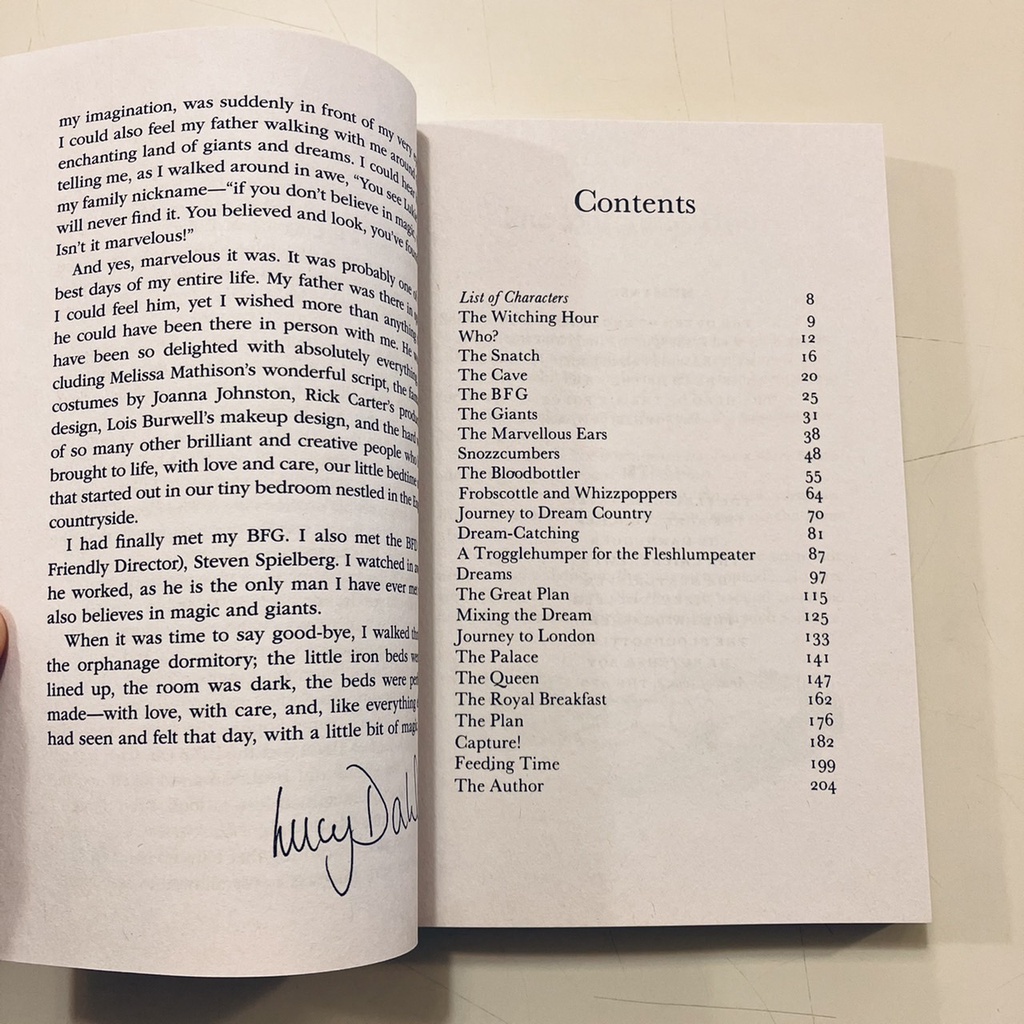 my imagination, was suddenly in front of my very
I could also feel my father walking with me around
enchanting land of giants and dreams. I could hear
telling me, as I walked around in awe, “You see Luke
my family nickname—“if you don’t believe in magic
will never find it. You believed and look, you’ve
Isn’t it marvelous!”
And yes, marvelous it was. It was probably one
best days of my entire life. My father was there in
I could feel him, yet I wished more than anything
he could have been there in person with me. He
have been so delighted with absolutely everything
cluding Melissa Mathison’s wonderful script, the
costumes by Joanna Johnston, Rick Carter’s
design, Lois Burwell’s makeup design, and the hard
of so many other brilliant and creative people who
brought to life, with love and care, our little bedtime
that started out in our tiny bedroom nestled in the
countryside.
I had finally met my BFG. I also met the
Friendly Director), Steven Spielberg. I watched in
he worked, as he is the only man I have ever
also believes in magic and giants.
When it was time to say good-bye, I walked
the orphanage dormitory; the little iron beds
lined up, the room was dark, the beds were
made—with love, with care, and, like everything
had seen and felt that day, with a little bit of
Lucy Dahl
Contents
List of Characters 8
The Witching Hour 9
Who? 12
The Snatch 16
The Cave 20
The BFG 25
The Giants 31
The Marvellous Ears 38
Snozzcumbers 48
The Bloodbottler 55
Frobscottle and Whizzpoppers 64
Journey to Dream Country 70
Dream-Catching 81
A Trogglehumper for the Fleshlumpeater 87
Dreams 97
The Great Plan 115
Mixing the Dream 125
Journey to London 133
The Palace 141
The Queen 147
The Royal Breakfast 162
The Plan 176
Capture! 182
Feeding Time 199
The Author 204